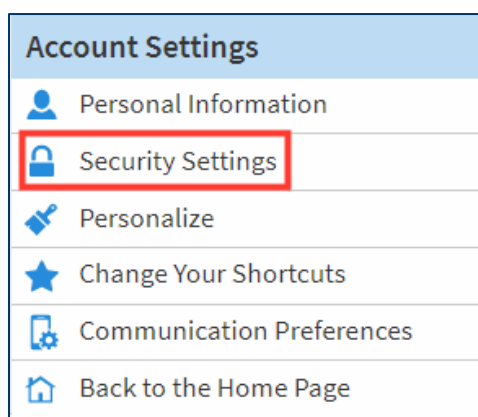 Account Settings
Personal Information
Security Settings
Personalize
Change Your Shortcuts
Communication Preferences
Back to the Home Page